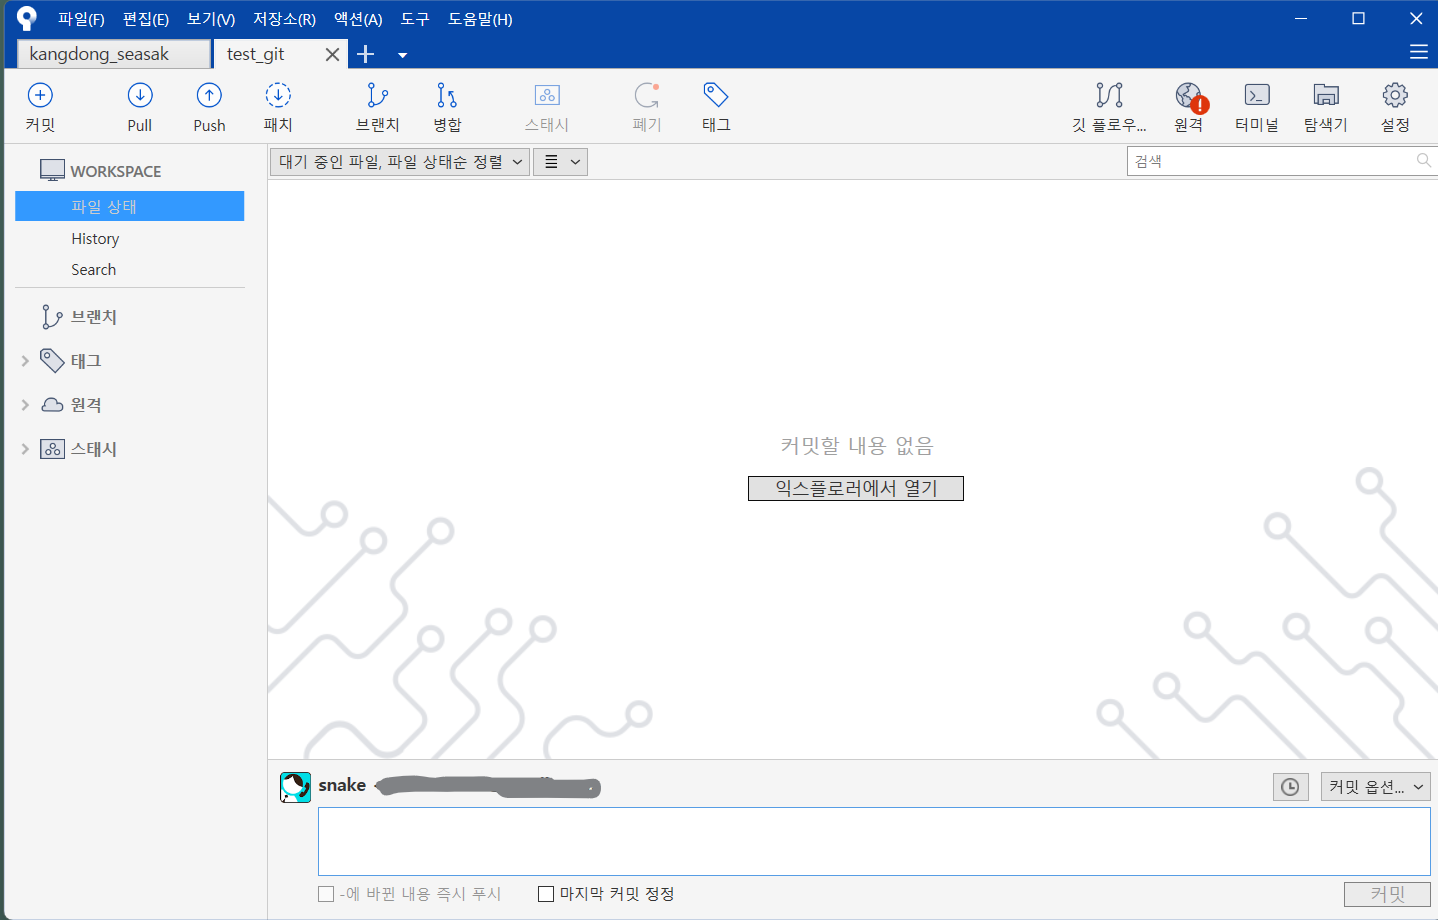 파일(F) 편집(E) 보기(V) 저장소(R) 액션(A) 도구 도움말(H)
kangdong_seasak test_git
커밋 Pull Push 패치 브랜치 병합 스태시 폐기 태그 깃 플로우... 원격 터미널 탐색기 설정
WORKSPACE
파일 상태
History
Search
브랜치
태그
원격
스태시
대기 중인 파일, 파일 상태순 정렬
검색
커밋할 내용 없음
익스플로러에서 열기
snake
커밋 옵션...
-에 바뀐 내용 즉시 푸시 마지막 커밋 정정
커밋